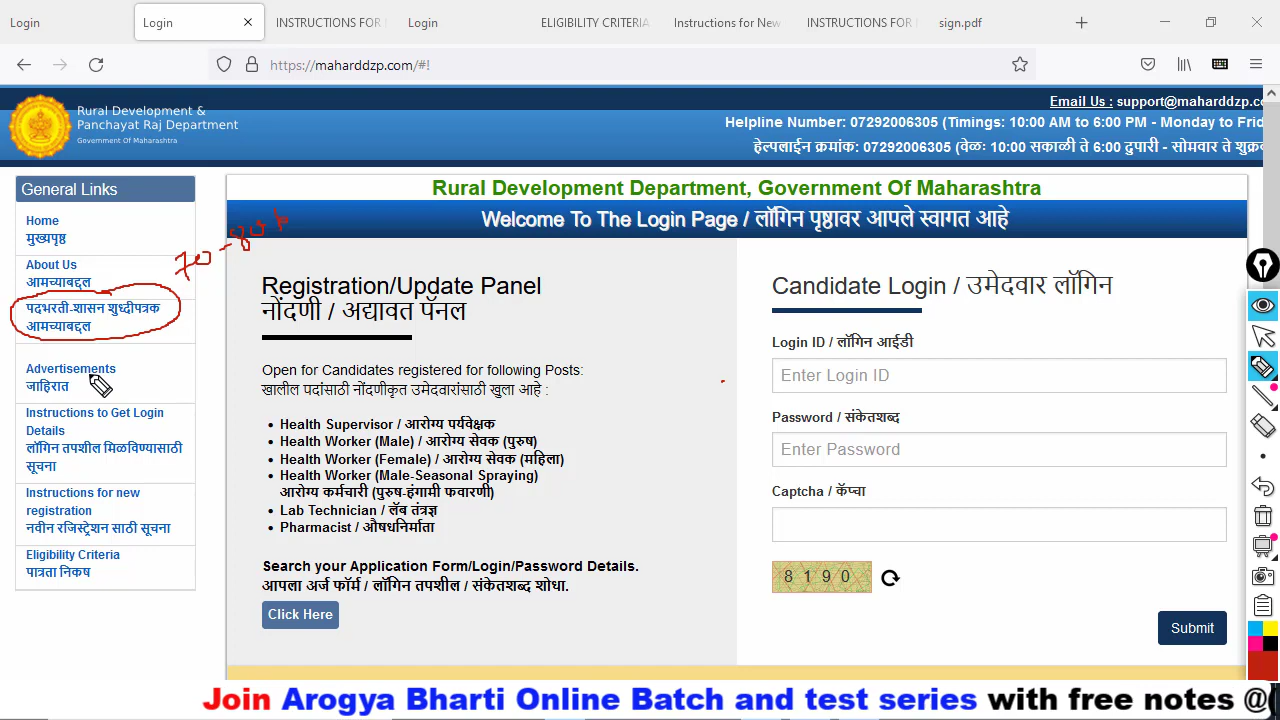 Login
Login
INSTRUCTIONS FOR
Login
ELIGIBILITY CRITERIA
Instructions for New
INSTRUCTIONS FOR
sign.pdf
https://maharddzp.com/#!
Rural Development &
Panchayat Raj Department
Government Of Maharashtra
Email Us : support@maharddzp.co
Helpline Number: 07292006305 (Timings: 10:00 AM to 6:00 PM - Monday to Frid
हेल्पलाईन क्रमांक: 07292006305 (वेळः 10:00 सकाळी ते 6:00 दुपारी - सोमवार ते शुक्र
General Links
Home
मुख्यपृष्ठ
About Us
आमच्याबद्दल
पदभरती-शासन शुध्दीपत्रक
आमच्याबद्दल
Advertisements
जाहिरात
Instructions to Get Login
Details
लॉगिन तपशील मिळविण्यासाठी
सूचना
Instructions for new
registration
नवीन रजिस्ट्रेशन साठी सूचना
Eligibility Criteria
पात्रता निकष
Rural Development Department, Government Of Maharashtra
Welcome To The Login Page / लॉगिन पृष्ठावर आपले स्वागत आहे
Registration/Update Panel
नोंदणी / अद्यावत पॅनल
Open for Candidates registered for following Posts:
खालील पदांसाठी नोंदणीकृत उमेदवारांसाठी खुला आहे :
Health Supervisor / आरोग्य पर्यवेक्षक
Health Worker (Male) / आरोग्य सेवक (पुरुष)
Health Worker (Female) / आरोग्य सेवक (महिला)
Health Worker (Male-Seasonal Spraying)
आरोग्य कर्मचारी (पुरुष-हंगामी फवारणी)
Lab Technician / लॅब तंत्रज्ञ
Pharmacist / औषधनिर्माता
Search your Application Form/Login/Password Details.
आपला अर्ज फॉर्म / लॉगिन तपशील / संकेतशब्द शोधा.
Click Here
Candidate Login / उमेदवार लॉगिन
Login ID / लॉगिन आईडी
Enter Login ID
Password / संकेतशब्द
Enter Password
Captcha / कॅप्चा
8190
Submit
Join Arogya Bharti Online Batch and test series with free notes @